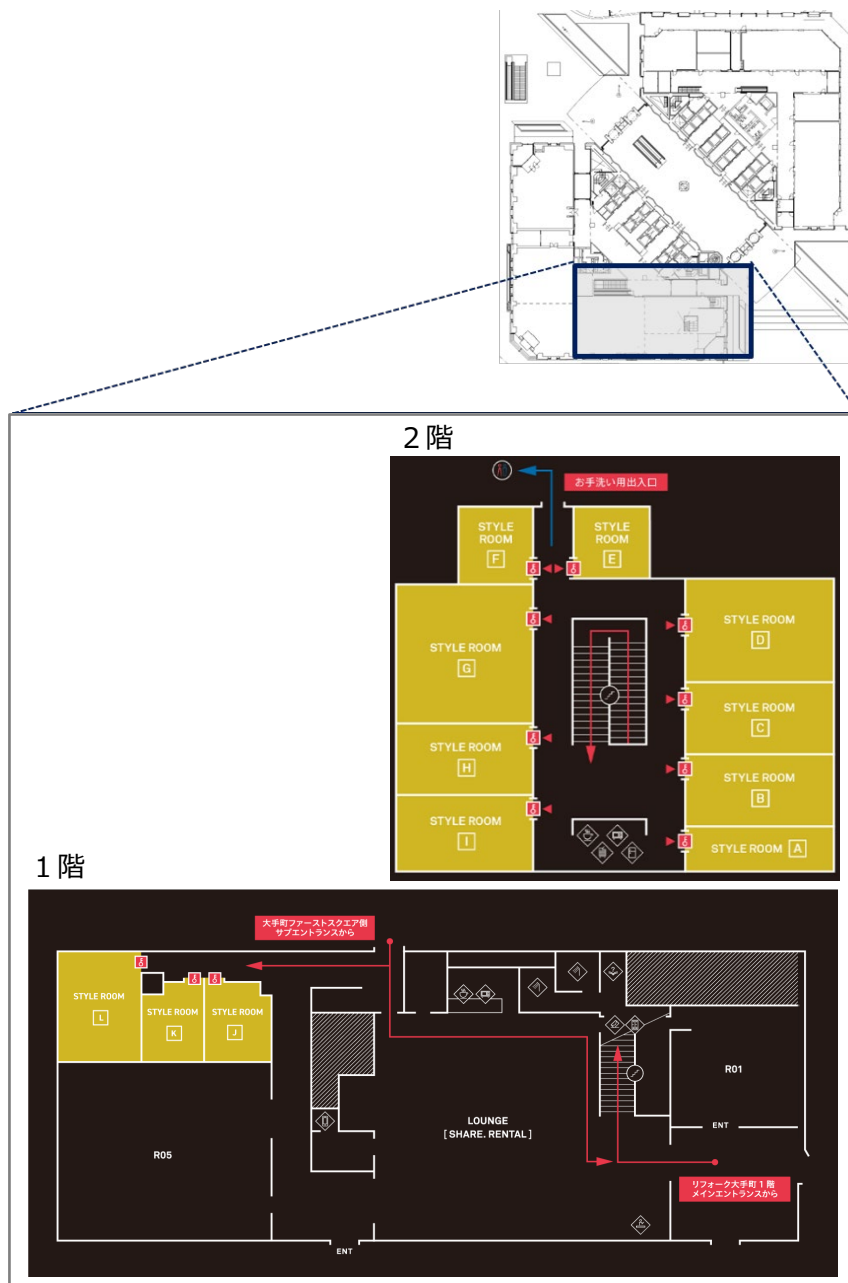 2階
お手洗い用出入口
STYLE
ROOM
F
STYLE
ROOM
E
STYLE ROOM
G
STYLE ROOM
D
STYLE ROOM
C
STYLE ROOM
H
STYLE ROOM
B
STYLE ROOM
I
STYLE ROOM A
1階
大手町ファーストスクエア側
サブエントランスから
STYLE ROOM
L
STYLE ROOM
K
STYLE ROOM
J
R01
LOUNGE
[ SHARE. RENTAL ]
ENT
R05
リフォーク大手町1階
メインエントランスから
ENT